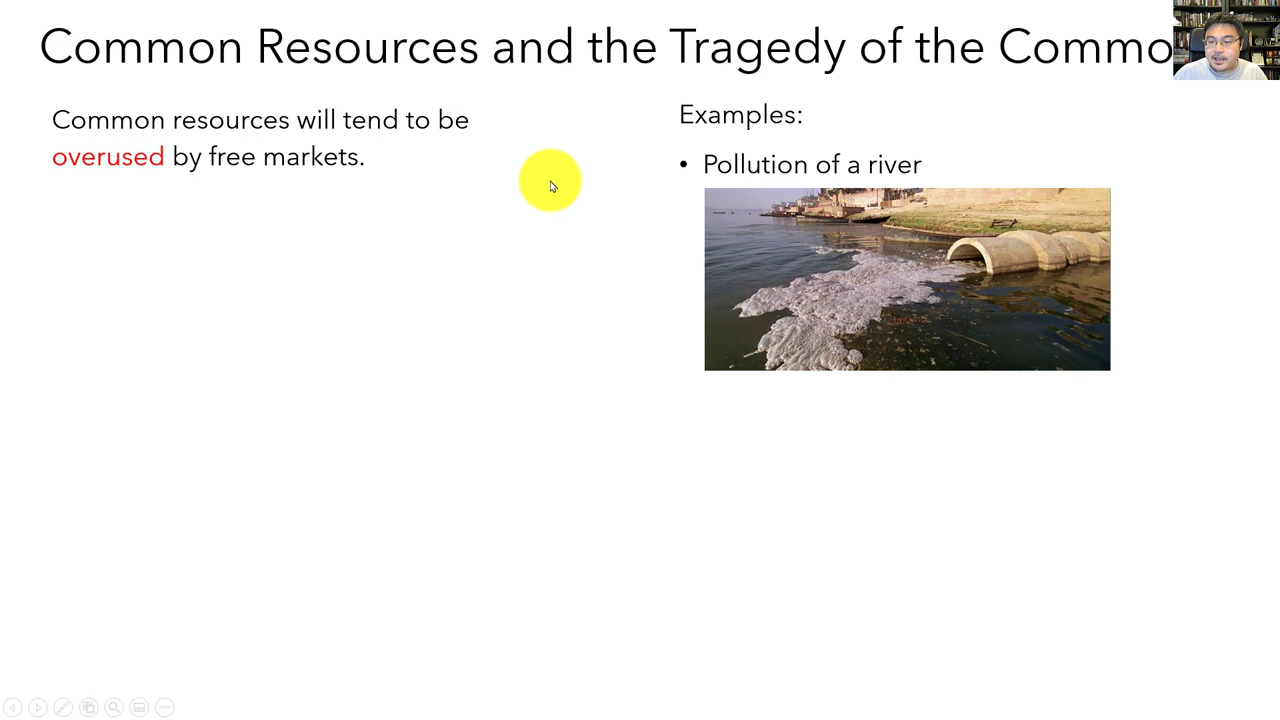 Common Resources and the Tragedy of the Commo
Common resources will tend to be
overused by free markets.
Examples:
• Pollution of a river